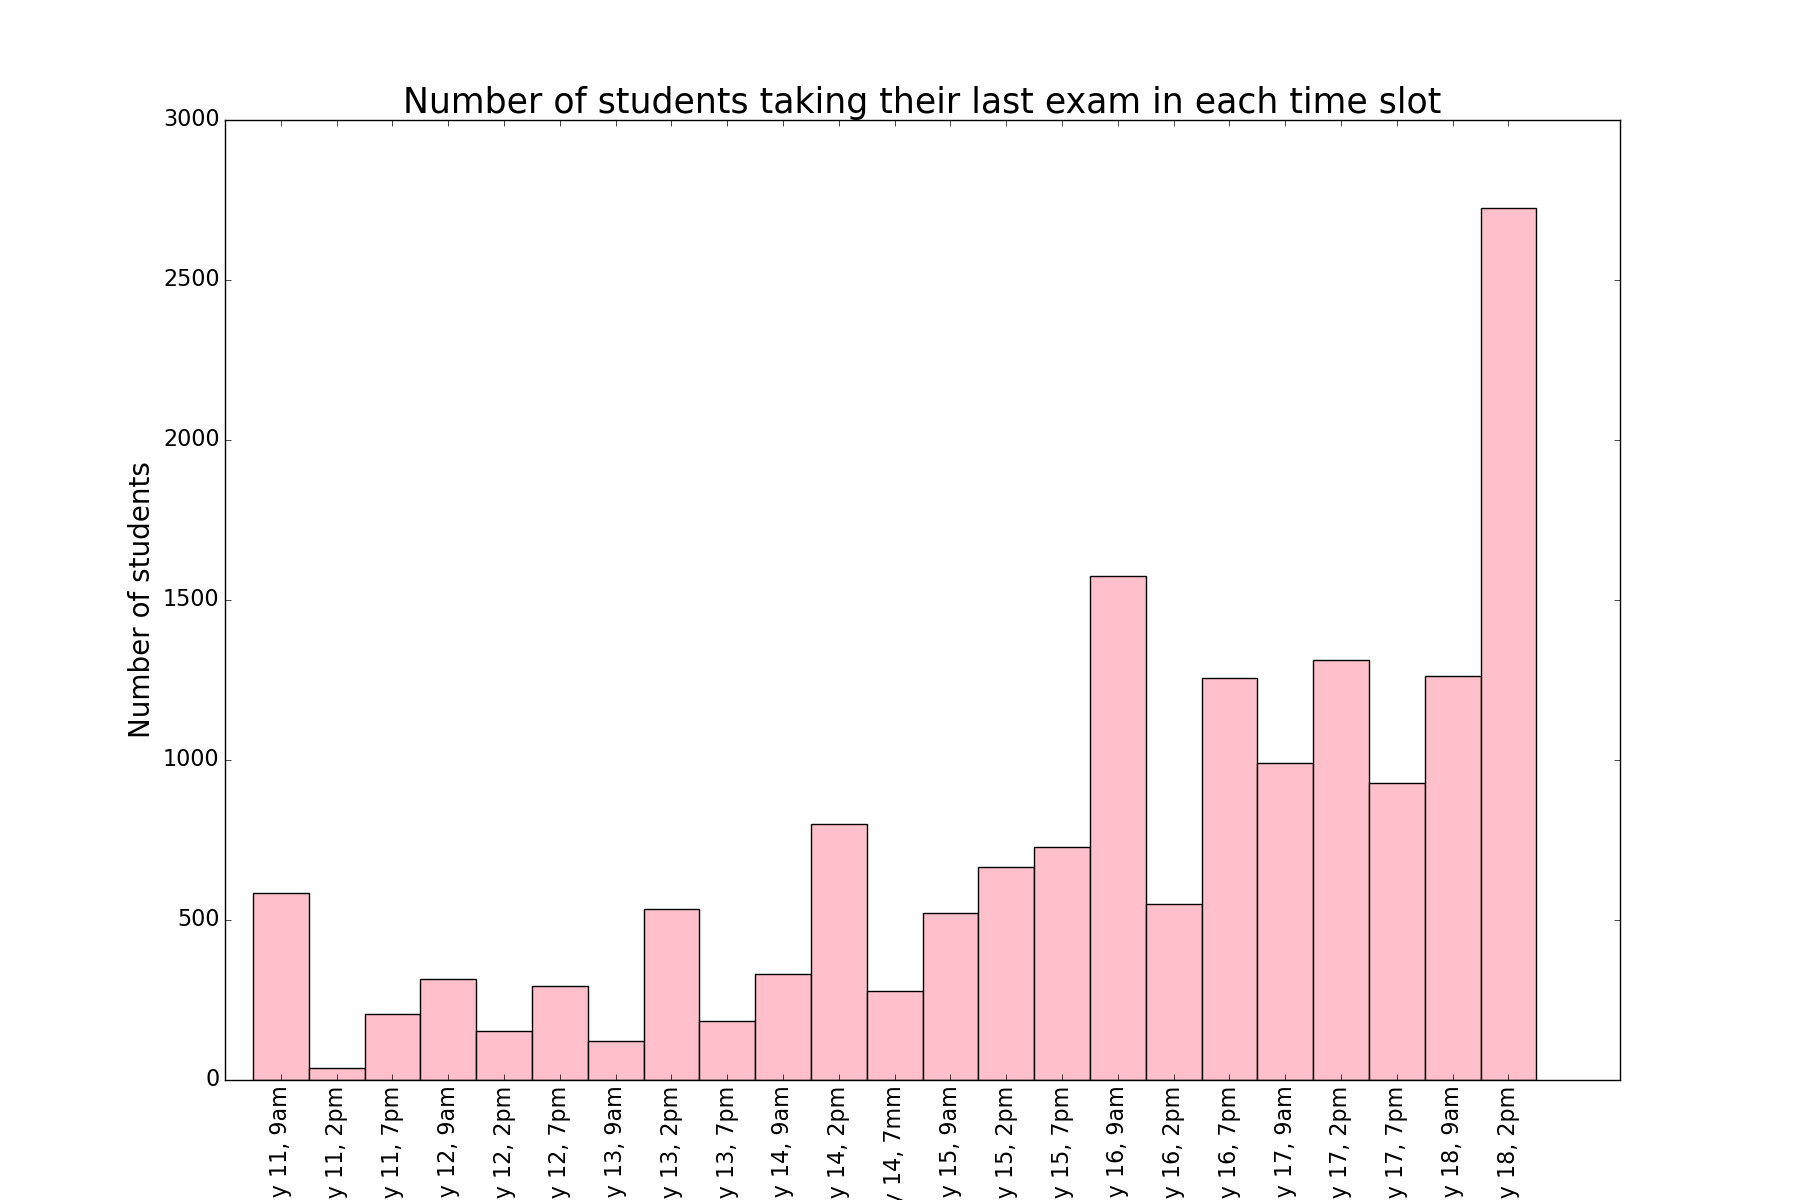 Number of students taking their last exam in each time slot
3000
2500
2000
1500
1000
500
0
Number of students
y 11, 9am
y 11, 2pm
y 11, 7pm
y 12, 9am
y 12, 2pm
y 12, 7pm
y 13, 9am
y 13, 2pm
y 13, 7pm
y 14, 9am
y 14, 2pm
y 14, 7mm
y 15, 9am
y 15, 2pm
y 15, 7pm
y 16, 9am
y 16, 2pm
y 16, 7pm
y 17, 9am
y 17, 2pm
y 17, 7pm
y 18, 9am
y 18, 2pm